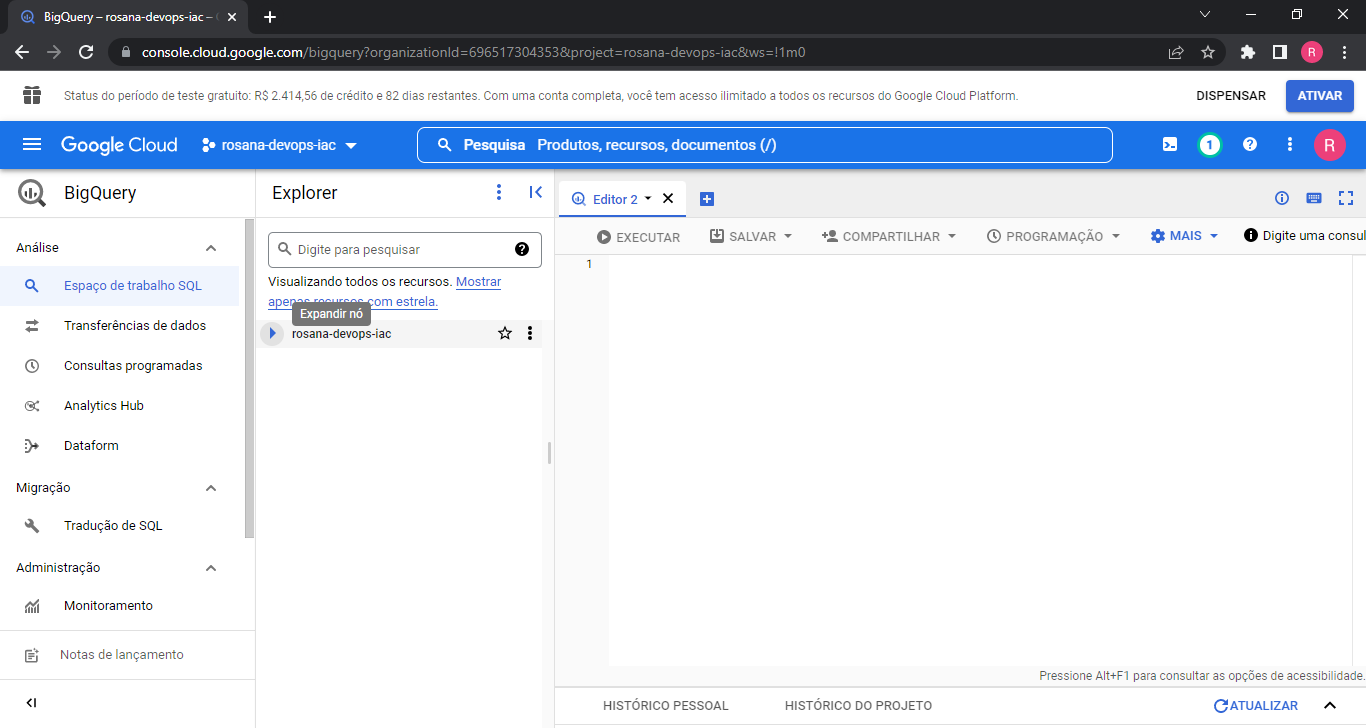 BigQuery – rosana-devops-iac –
console.cloud.google.com/bigquery?organizationId=696517304353&project=rosana-devops-iac&ws=!1m0
R
Status do período de teste gratuito: R$ 2.414,56 de crédito e 82 dias restantes. Com uma conta completa, você tem acesso ilimitado a todos os recursos do Google Cloud Platform.
DISPENSAR
ATIVAR
Google Cloud
rosana-devops-iac
Pesquisa Produtos, recursos, documentos (/)
1
R
BigQuery
Análise
Espaço de trabalho SQL
Transferências de dados
Consultas programadas
Analytics Hub
Dataform
Migração
Tradução de SQL
Administração
Monitoramento
Notas de lançamento
Explorer
Digite para pesquisar
Visualizando todos os recursos. Mostrar
apenas recursos com estrela.
Expandir nó
rosana-devops-iac
Editor 2
EXECUTAR
SALVAR
COMPARTILHAR
PROGRAMAÇÃO
MAIS
Digite uma consul
1
Pressione Alt+F1 para consultar as opções de acessibilidade.
HISTÓRICO PESSOAL
HISTÓRICO DO PROJETO
ATUALIZAR